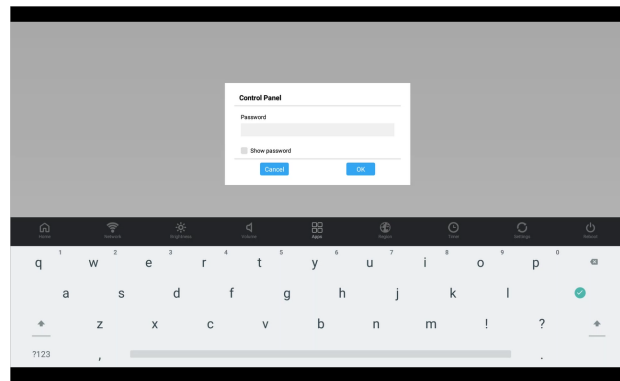 Control Panel
Password
Show password
Cancel OK
Home Network Brightness Volume Apps Region Timer Settings Reboot
q 1 w 2 e 3 r 4 t 5 y 6 u 7 i 8 o 9 p 0
a s d f g h j k l
z x c v b n m ! ?
?123 , .